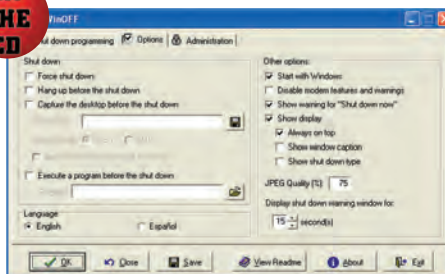 THE
CD
WinOFF
Shut down programming Options Administration
Shut down
Force shut down
Hang up before the shut down
Capture the desktop before the shut down
Execute a program before the shut down
Language
English Español
Other options:
Start with Windows
Disable modem features and warnings
Show warning for "Shut down now"
Show display
Always on top
Show window caption
Show shut down type
JPEG Quality (%) 75
Display shut down warning window for:
15 second(s)
OK Close Save View Readme About Exit